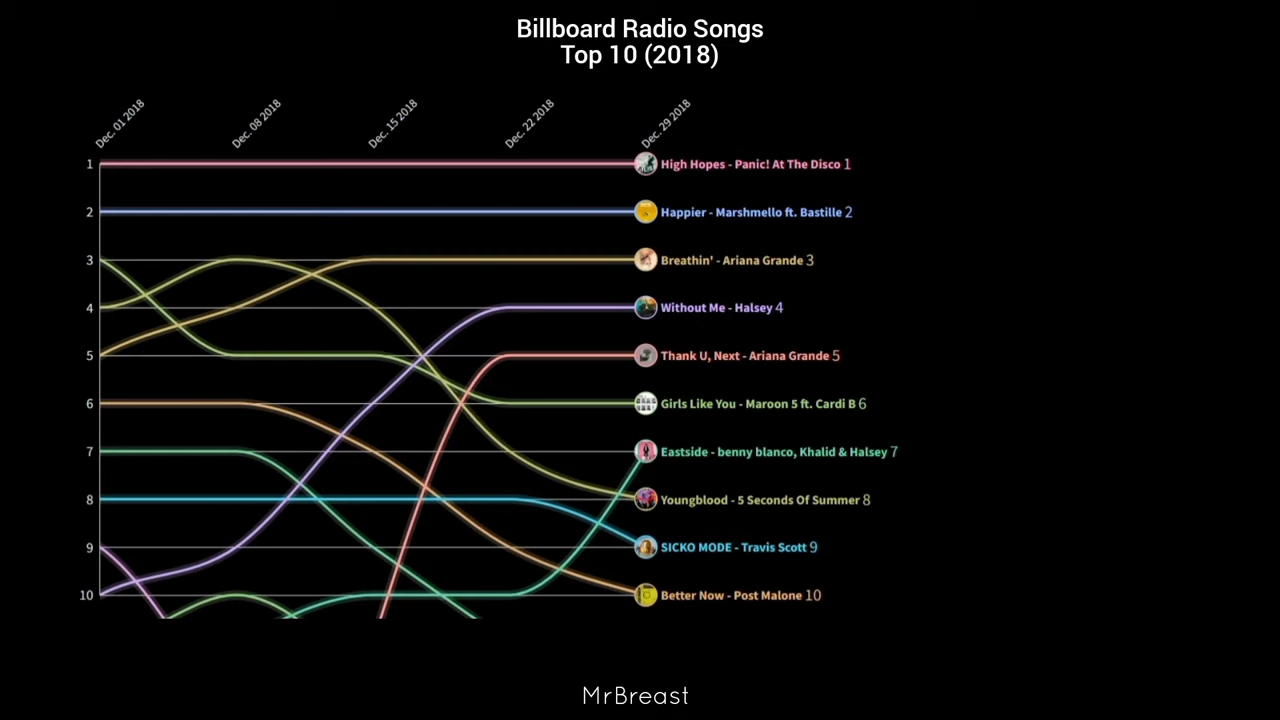 Billboard Radio Songs
Top 10 (2018)
Dec. 01 2018
Dec. 08 2018
Dec. 15 2018
Dec. 22 2018
Dec. 29 2018
1 High Hopes - Panic! At The Disco 1
2 Happier - Marshmello ft. Bastille 2
3 Breathin' - Ariana Grande 3
4 Without Me - Halsey 4
5 Thank U, Next - Ariana Grande 5
6 Girls Like You - Maroon 5 ft. Cardi B 6
7 Eastside - benny blanco, Khalid & Halsey 7
8 Youngblood - 5 Seconds Of Summer 8
9 SICKO MODE - Travis Scott 9
10 Better Now - Post Malone 10
MrBreast